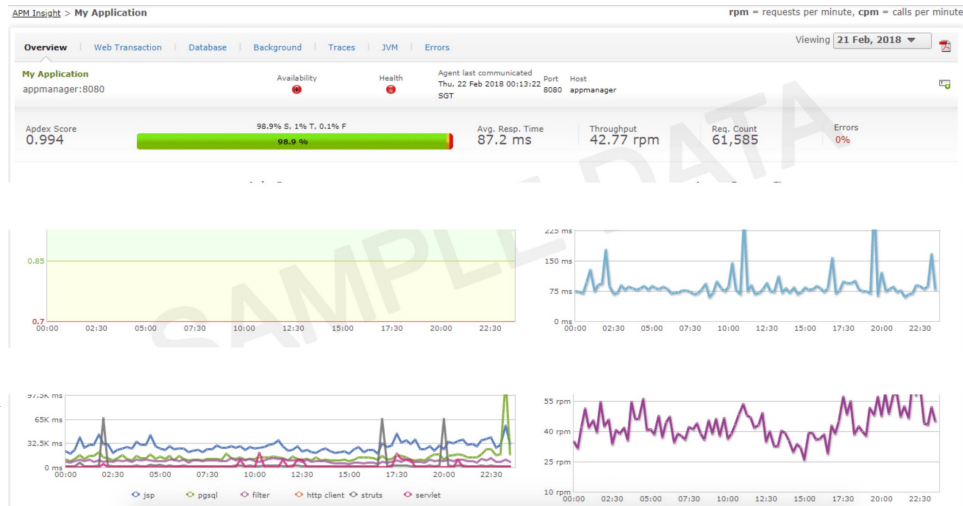 APM Insight > My Application
rpm = requests per minute, cpm = calls per minute
Overview Web Transaction Database Background Traces JVM Errors
Viewing 21 Feb, 2018
My Application
appmanager:8080
Availability
Health
Agent last communicated
Thu, 22 Feb 2018 00:13:22
SGT
Port
8080
Host
appmanager
Apdex Score
0.994
98.9% S, 1% T, 0.1% F
98.9 %
Avg. Resp. Time
87.2 ms
Throughput
42.77 rpm
Req. Count
61,585
Errors
0%
SAMPLE DATA
0.85
0.7
00:00 02:30 05:00 07:30 10:00 12:30 15:00 17:30 20:00 22:30
225 ms
150 ms
75 ms
0 ms
00:00 02:30 05:00 07:30 10:00 12:30 15:00 17:30 20:00 22:30
97.5K ms
65K ms
32.5K ms
0 ms
00:00 02:30 05:00 07:30 10:00 12:30 15:00 17:30 20:00 22:30
jsp pgsql filter http client struts servlet
55 rpm
40 rpm
25 rpm
10 rpm
00:00 02:30 05:00 07:30 10:00 12:30 15:00 17:30 20:00 22:30